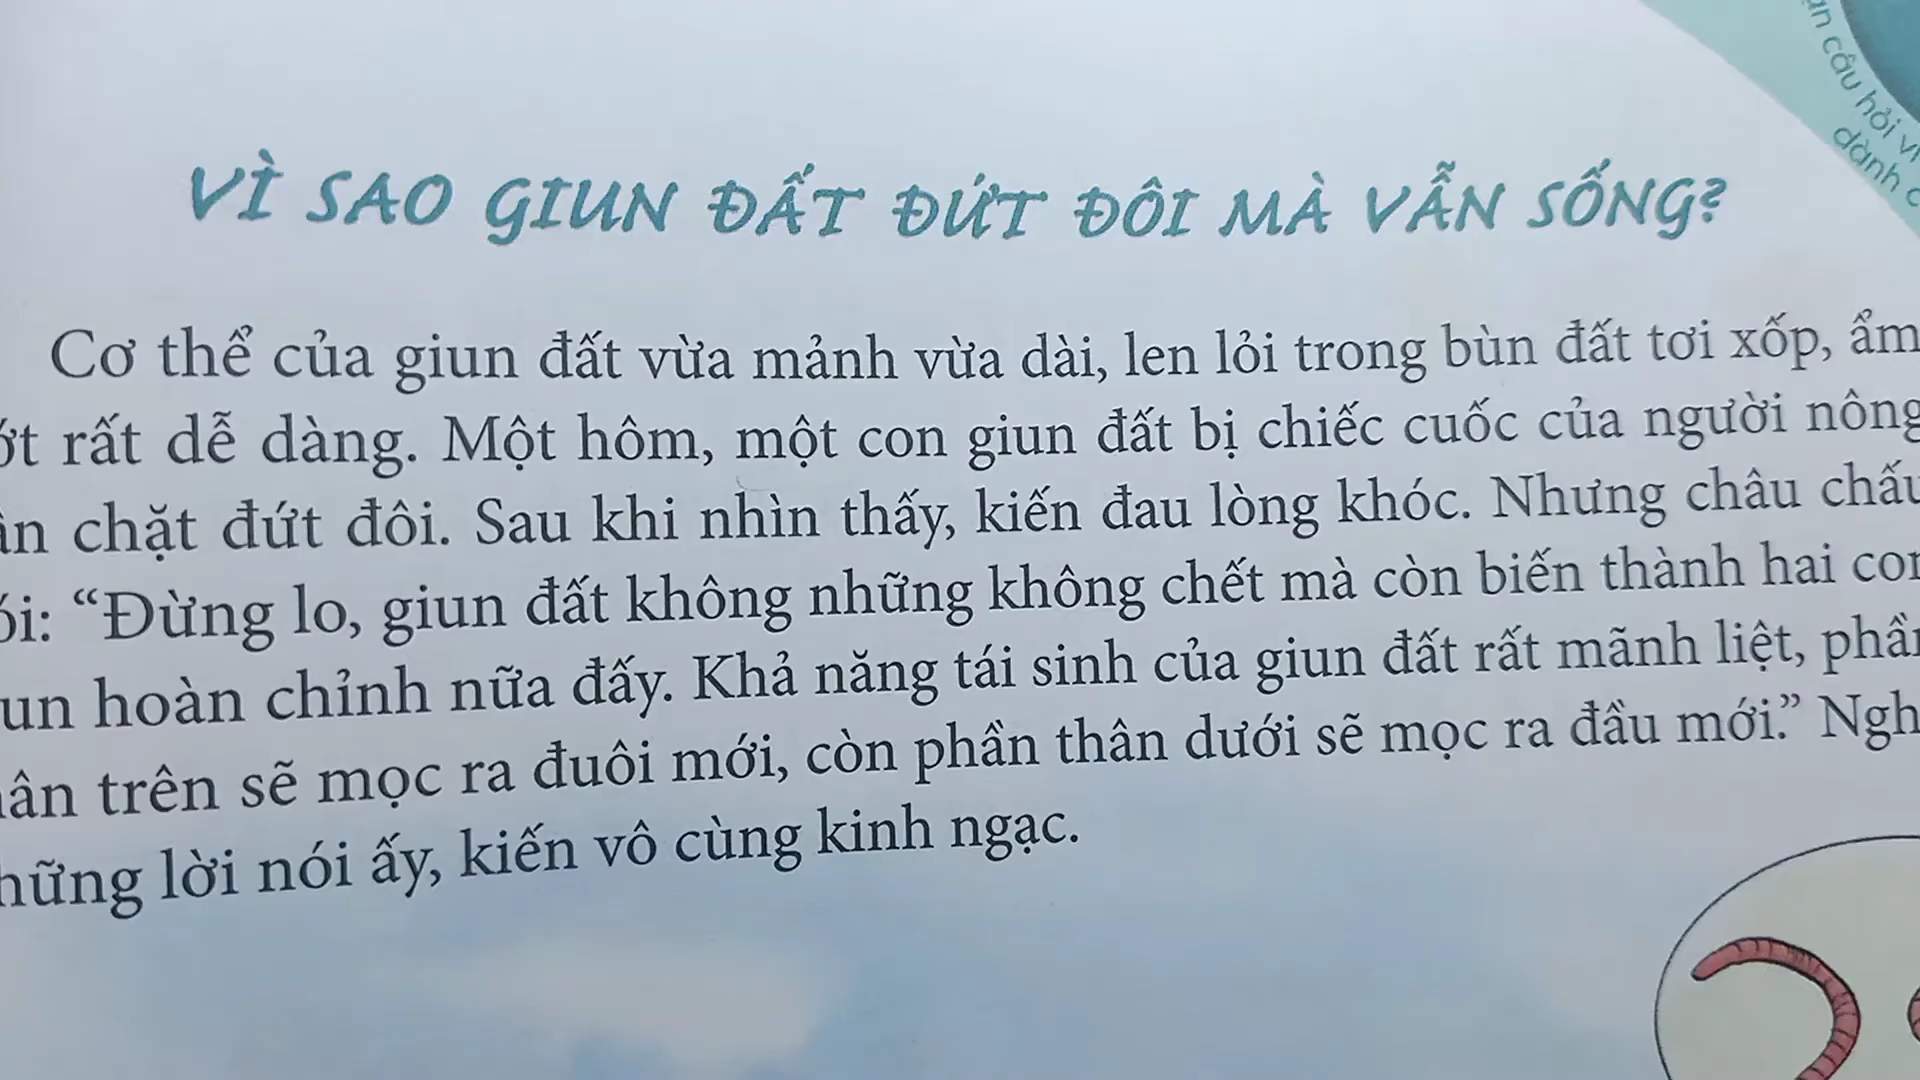 câu hỏi
dành
VÌ SAO GIUN ĐẤT ĐỨT ĐÔI MÀ VẪN SỐNG?
Cơ thể của giun đất vừa mảnh vừa dài, len lỏi trong bùn đất tơi xốp, ẩm
rất dễ dàng. Một hôm, một con giun đất bị chiếc cuốc của người nông
chặt đứt đôi. Sau khi nhìn thấy, kiến đau lòng khóc. Nhưng châu chấu
“Đừng lo, giun đất không những không chết mà còn biến thành hai con
hoàn chỉnh nữa đấy. Khả năng tái sinh của giun đất rất mãnh liệt, phần
trên sẽ mọc ra đuôi mới, còn phần thân dưới sẽ mọc ra đầu mới.”
những lời nói ấy, kiến vô cùng kinh ngạc.